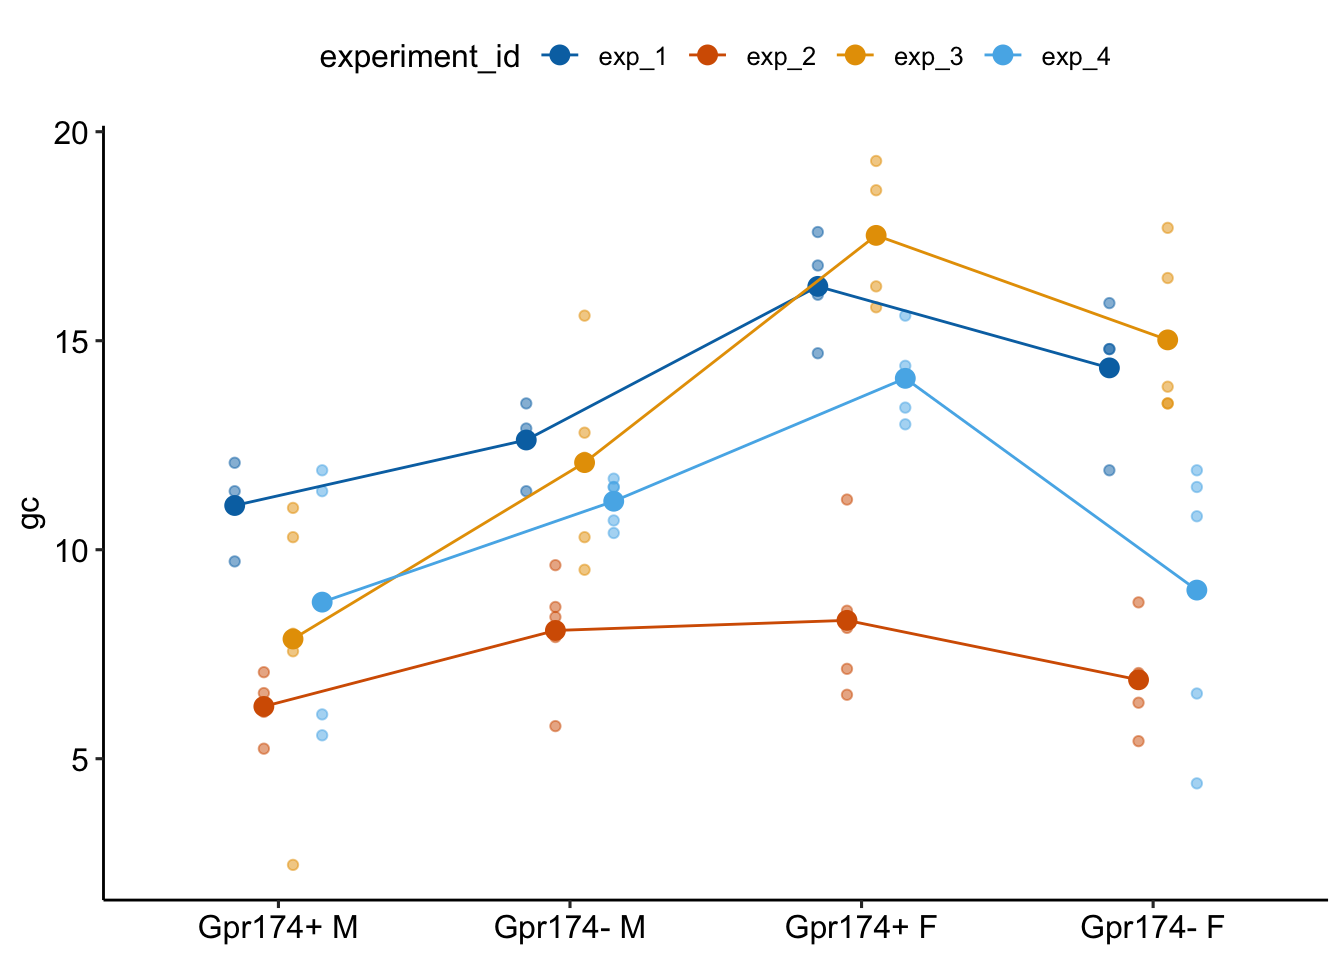 experiment_id exp_1 exp_2 exp_3 exp_4
20
15
10
5
gc
Gpr174+ M Gpr174- M Gpr174+ F Gpr174- F